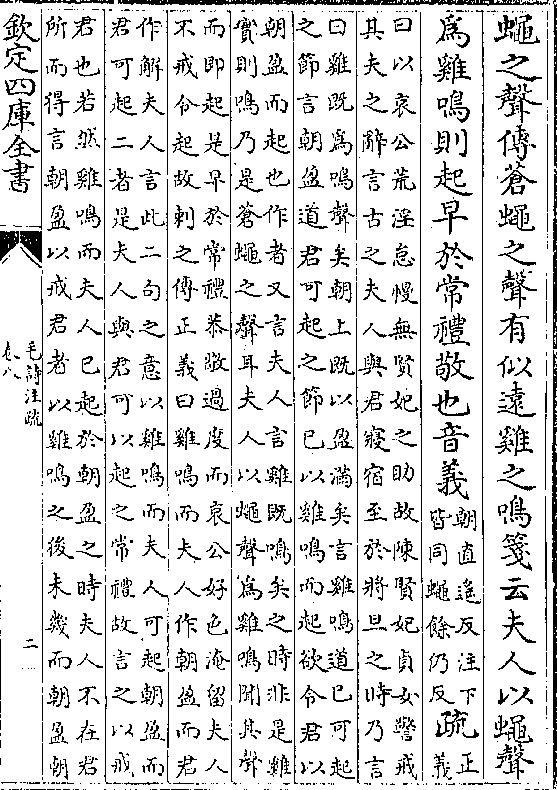 蠅之聲傳蒼蠅之聲有似遠雞之鳴箋云夫人以蠅聲
爲雞鳴則起早於常禮敬也音義朝直遙反注下皆同蠅餘仍反疏正義
曰以哀公荒淫怠慢無賢妃之助故陳賢妃貞女警戒
其夫之辭言古之夫人與君寢宿至於將旦之時乃言
曰雞既爲鳴聲矣朝上既以盈滿矣言雞鳴道已可起
之節言朝盈道君可起之節已以雞鳴而起欲令君以
朝盈而起也作者又言夫人言雞既鳴矣之時非是雞
實則鳴乃是蒼蠅之聲耳夫人以蠅聲爲雞鳴聞其聲
而即起是早於常禮恭敬過度而哀公好色淹留夫人
不戒令起故刺之傳正義曰雞鳴而夫人作朝盈而君
作解夫人言此二句之意以雞鳴而夫人可起朝盈而
君可起二者是夫人與君可以起之常禮故言之以戒
君也若然雞鳴而夫人已起於朝盈之時夫人不在君
所而得言朝盈以戒君者以雞鳴之後未幾而朝盈朝
欽定四庫全書
毛詩注疏
卷八
二